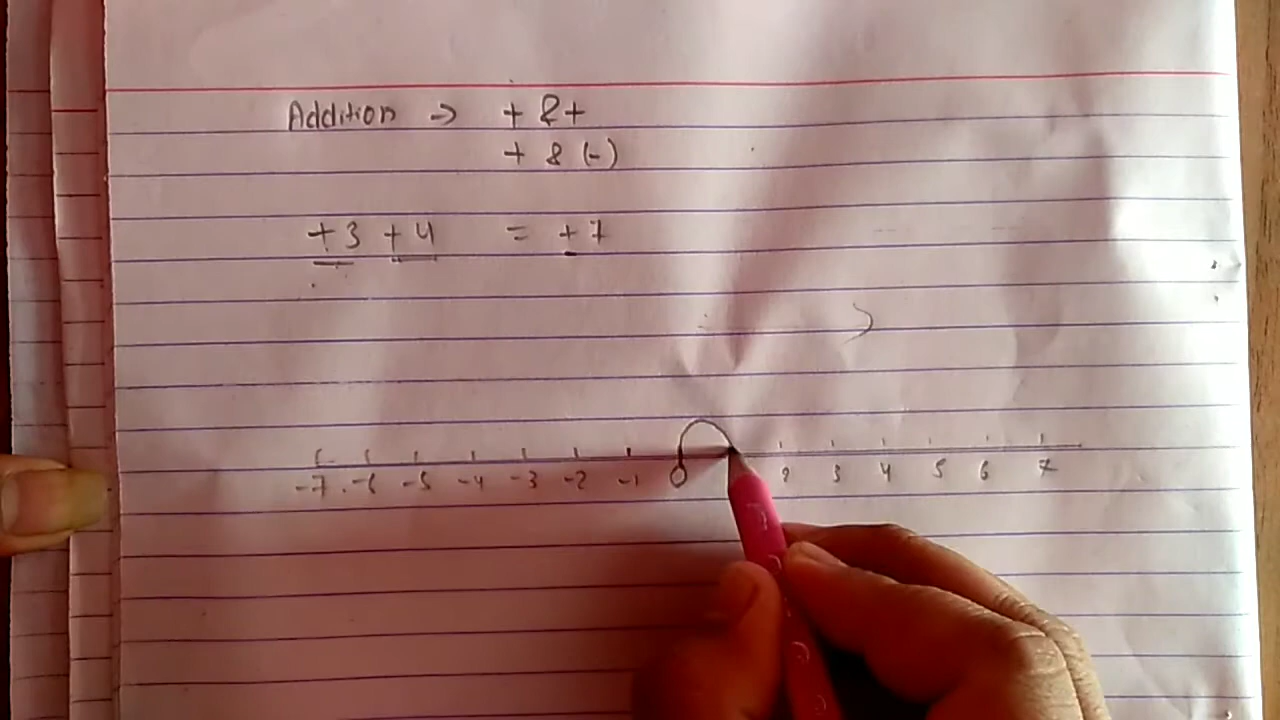 Addition → + & +
+ & (-)
+3 +4 = +7
-7 -6 -5 -4 -3 -2 -1 0 2 3 4 5 6 7